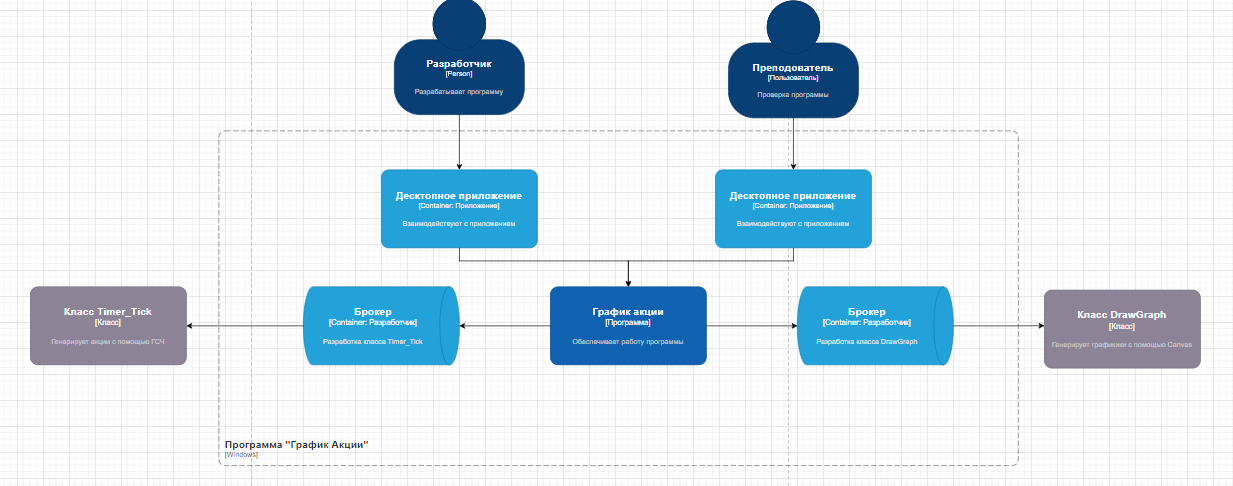 Разработчик
[Person]
Разрабатывает программу
Преподователь
[Пользователь]
Проверка программы
Десктопное приложение
[Container: Приложение]
Взаимодействуют с приложением
Десктопное приложение
[Container: Приложение]
Взаимодействуют с приложением
Класс Timer_Tick
[Класс]
Генерирует акции с помощью ГСЧ
Брокер
[Container: Разработчик]
Разработка класса Timer_Tick
График акции
[Программа]
Обеспечивает работу программы
Брокер
[Container: Разработчик]
Разработка класса DrawGraph
Класс DrawGraph
[Класс]
Генерирует графикики с помощью Canvas
Программа "График Акции"
[Windows]